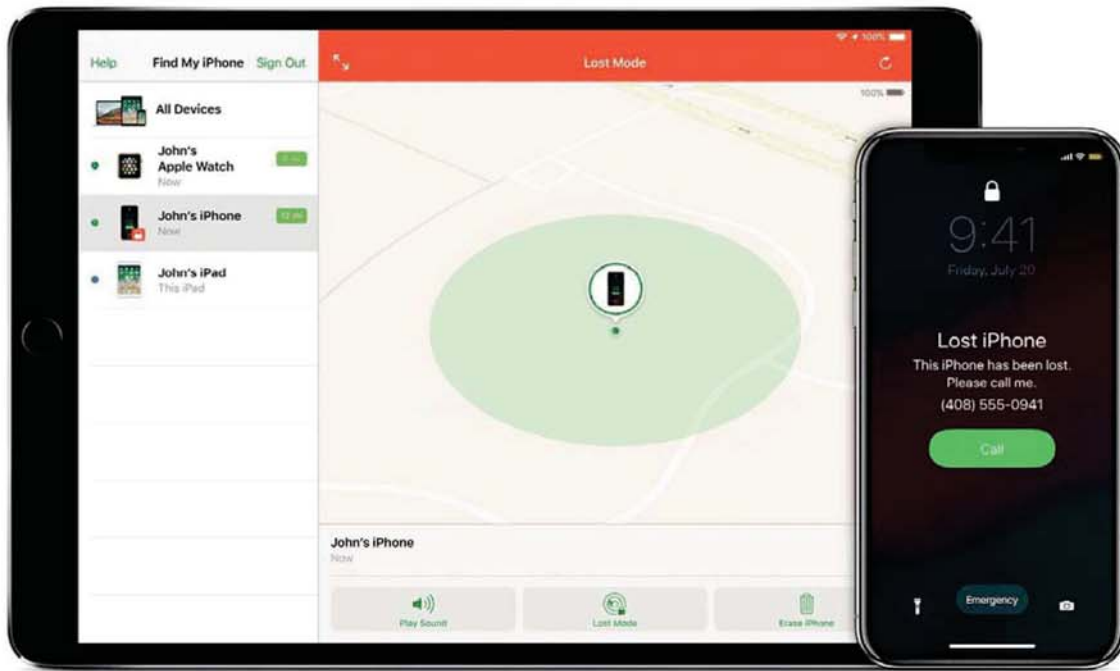 100%
Help Find My iPhone Sign Out
Lost Mode
100%
All Devices
John's
Apple Watch
Now
John's iPhone
Now
John's iPad
This iPad
John's iPhone
Now
Play Sound
Lost Mode
Erase iPhone
9:41
Friday, July 20
Lost iPhone
This iPhone has been lost.
Please call me.
(408) 555-0941
Call
Emergency